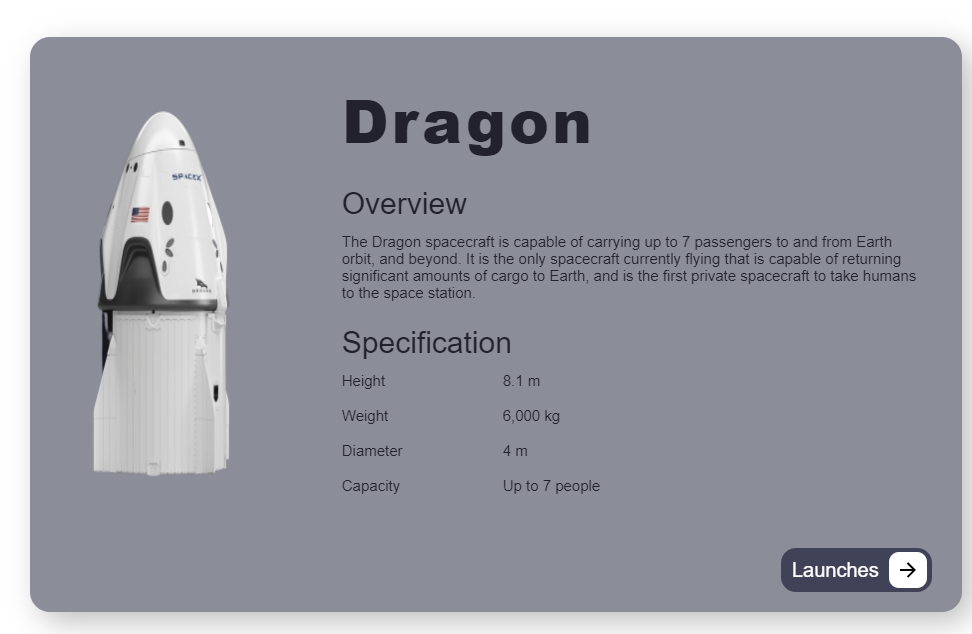 Dragon
SPACEX
Overview
The Dragon spacecraft is capable of carrying up to 7 passengers to and from Earth
orbit, and beyond. It is the only spacecraft currently flying that is capable of returning
significant amounts of cargo to Earth, and is the first private spacecraft to take humans
to the space station.
Specification
Height 8.1 m
Weight 6,000 kg
Diameter 4 m
Capacity Up to 7 people
Launches